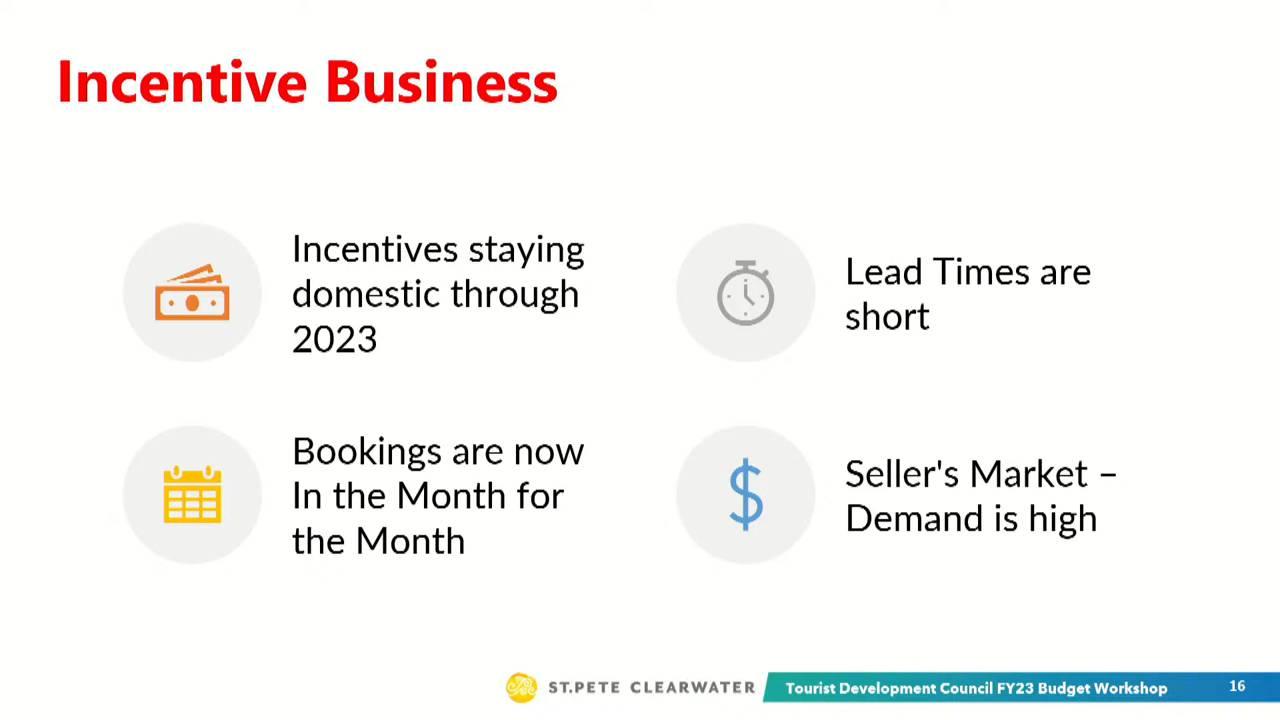 Incentive Business
Incentives staying
domestic through
2023
Lead Times are
short
Bookings are now
In the Month for
the Month
Seller's Market –
Demand is high
ST.PETE CLEARWATER
Tourist Development Council FY23 Budget Workshop
16